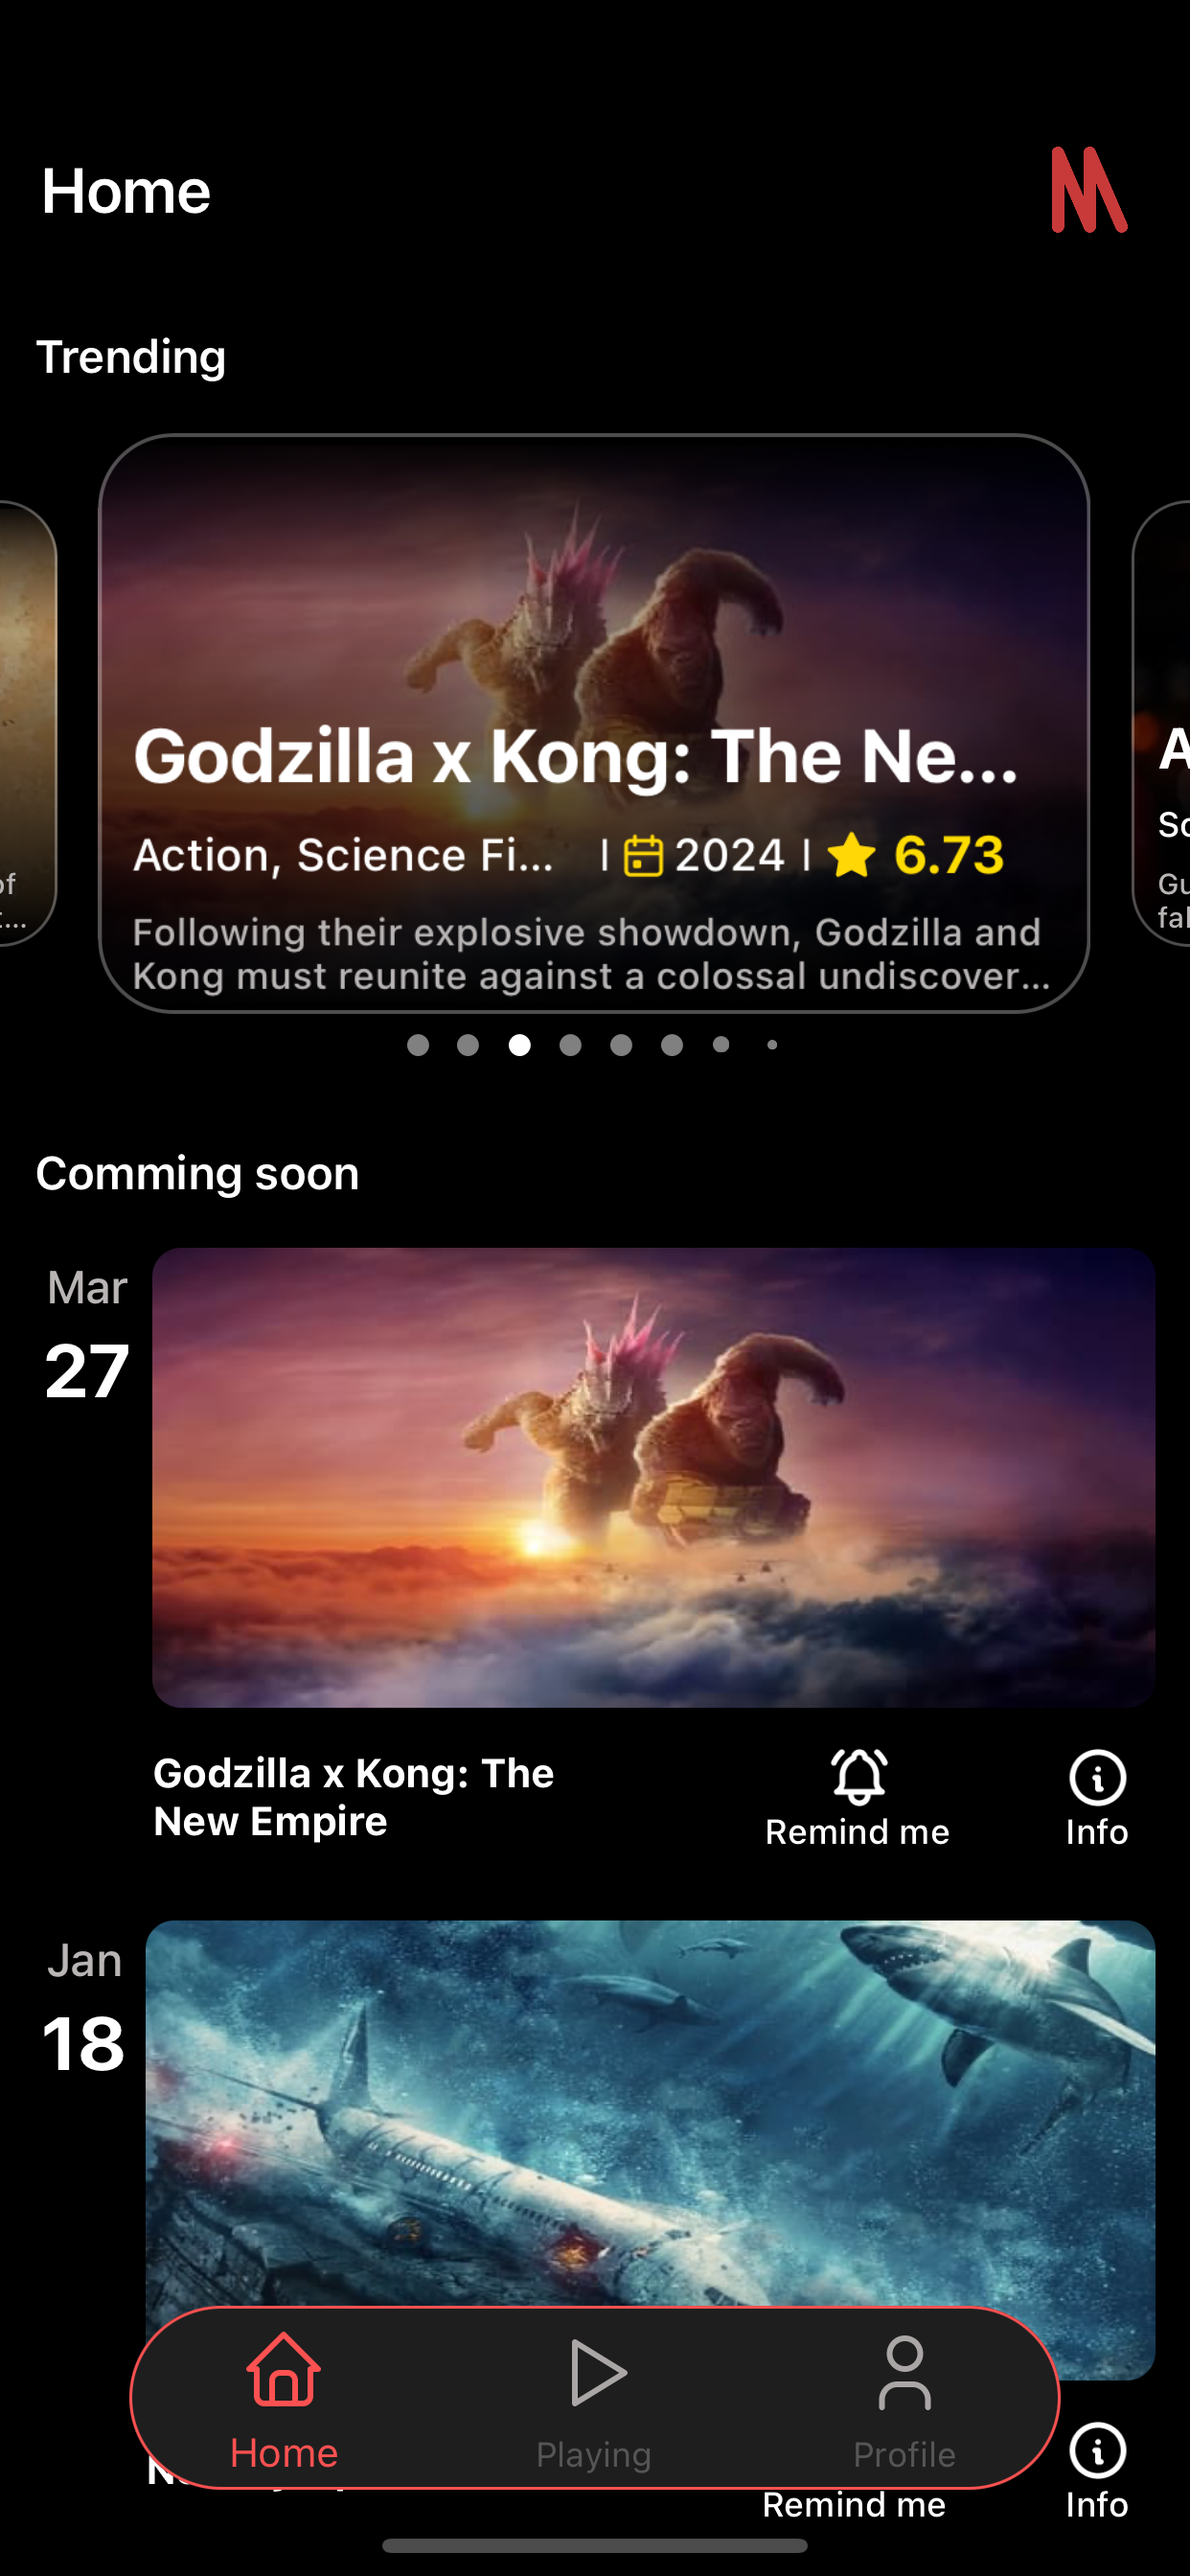 Home
Trending
Godzilla x Kong: The Ne...
Action, Science Fi... | 2024 | 6.73
Following their explosive showdown, Godzilla and
Kong must reunite against a colossal undiscover...
of
A
Sc
Gu
fal
Comming soon
Mar
27
Godzilla x Kong: The
New Empire
Remind me
Info
Jan
18
Remind me
Info
Home
Playing
Profile